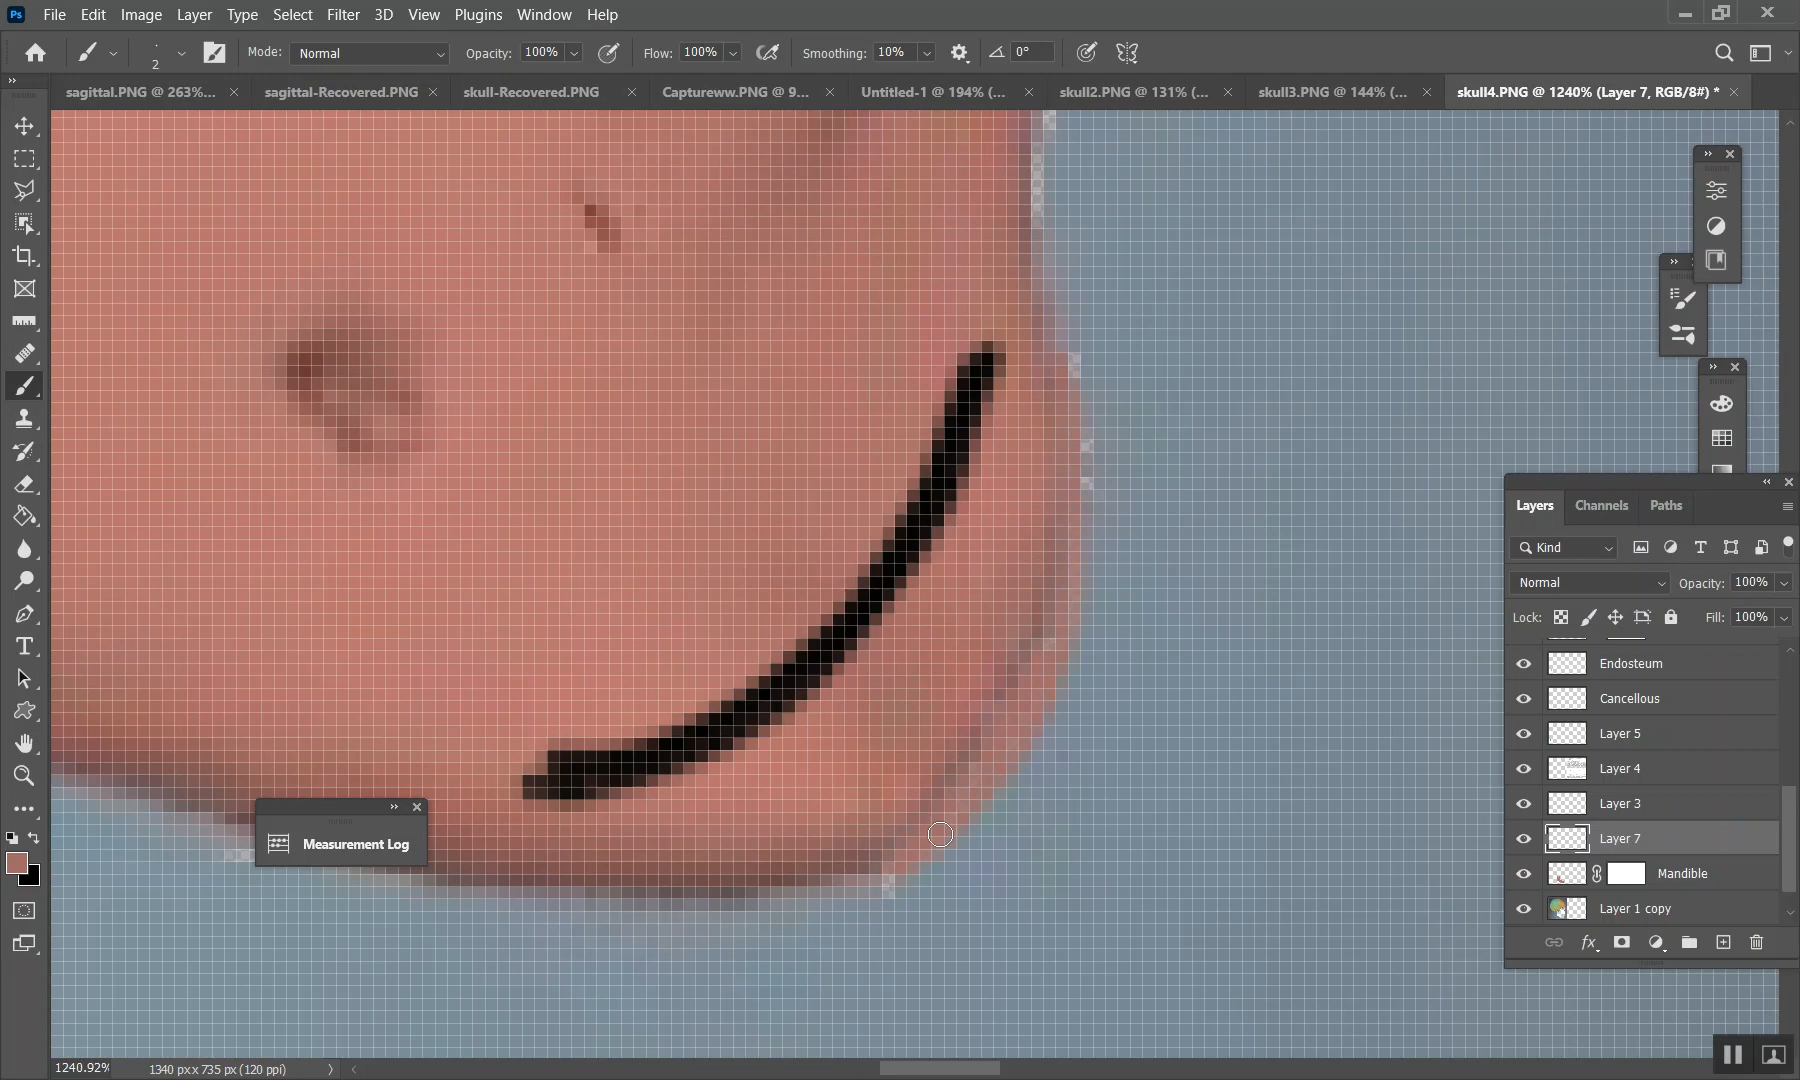 Ps File Edit Image Layer Type Select Filter 3D View Plugins Window Help
2 Mode: Normal Opacity: 100% Flow: 100% Smoothing: 10% 0°
sagittal.PNG @ 263%... sagittal-Recovered.PNG skull-Recovered.PNG Captureww.PNG @ 9... Untitled-1 @ 194% (... skull2.PNG @ 131% (... skull3.PNG @ 144% (... skull4.PNG @ 1240% (Layer 7, RGB/8#) *
Layers Channels Paths
Kind
Normal Opacity: 100%
Lock: Fill: 100%
Endosteum
Cancellous
Layer 5
Layer 4
Layer 3
Layer 7
Mandible
Layer 1 copy
fx
Measurement Log
1240.92% 1340 px x 735 px (120 ppi)